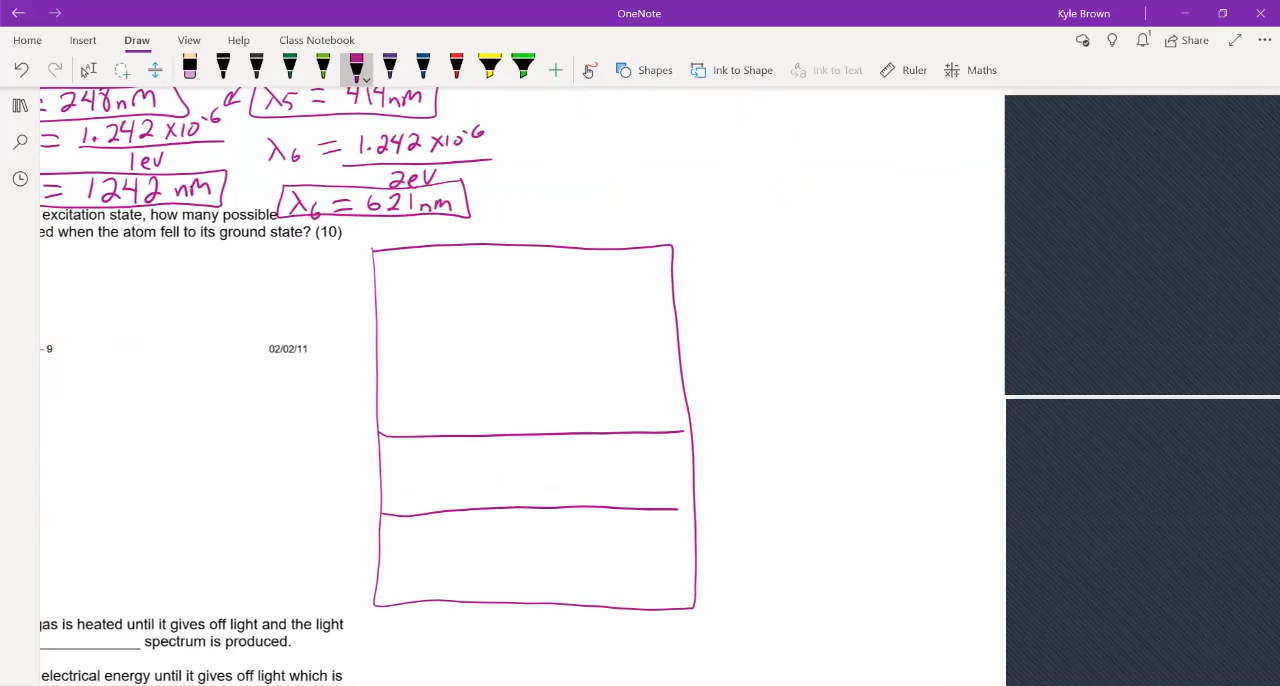 OneNote
Kyle Brown
Home Insert Draw View Help Class Notebook
Share
Shapes Ink to Shape Ink to Text Ruler Maths
= 248nm λ5 = 414nm
= 1.242 x10-6
1ev
λ6 = 1.242 x10-6
2eV
= 1242 nm
λ6 = 621nm
excitation state, how many possible
ed when the atom fell to its ground state? (10)
- 9 02/02/11
gas is heated until it gives off light and the light
____________ spectrum is produced.
electrical energy until it gives off light which is